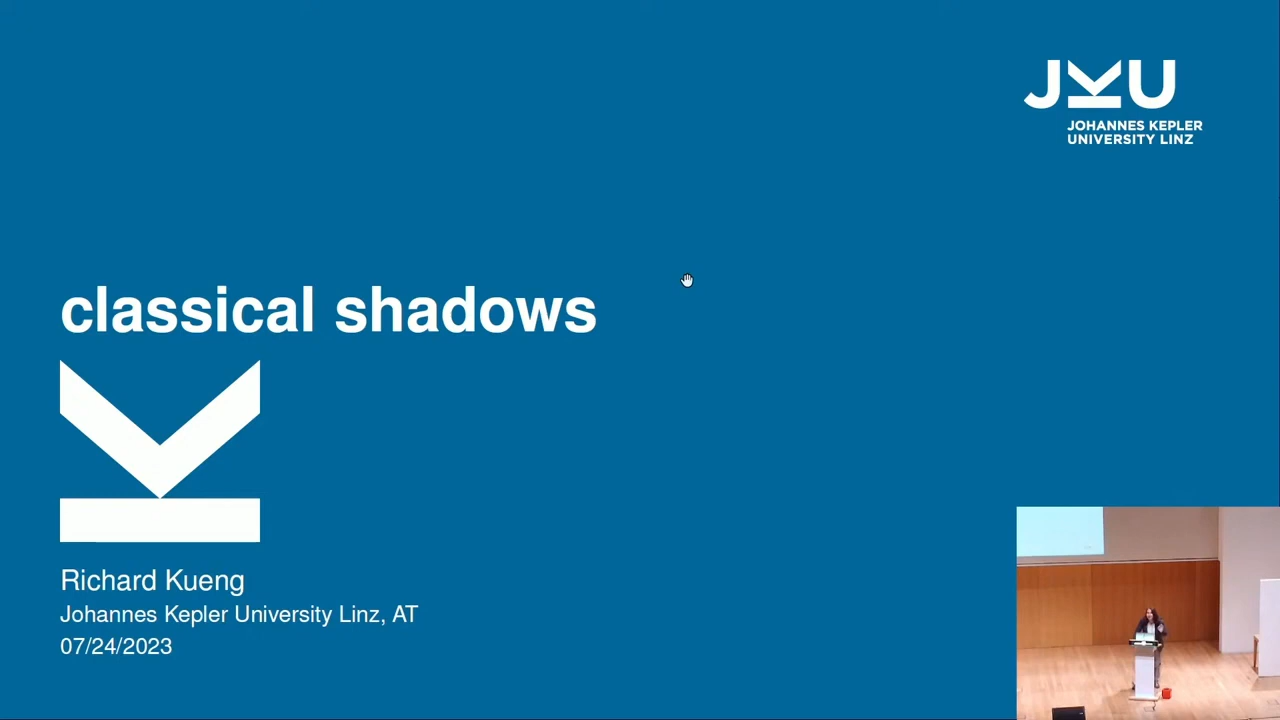 JKU
JOHANNES KEPLER
UNIVERSITY LINZ
classical shadows
Richard Kueng
Johannes Kepler University Linz, AT
07/24/2023